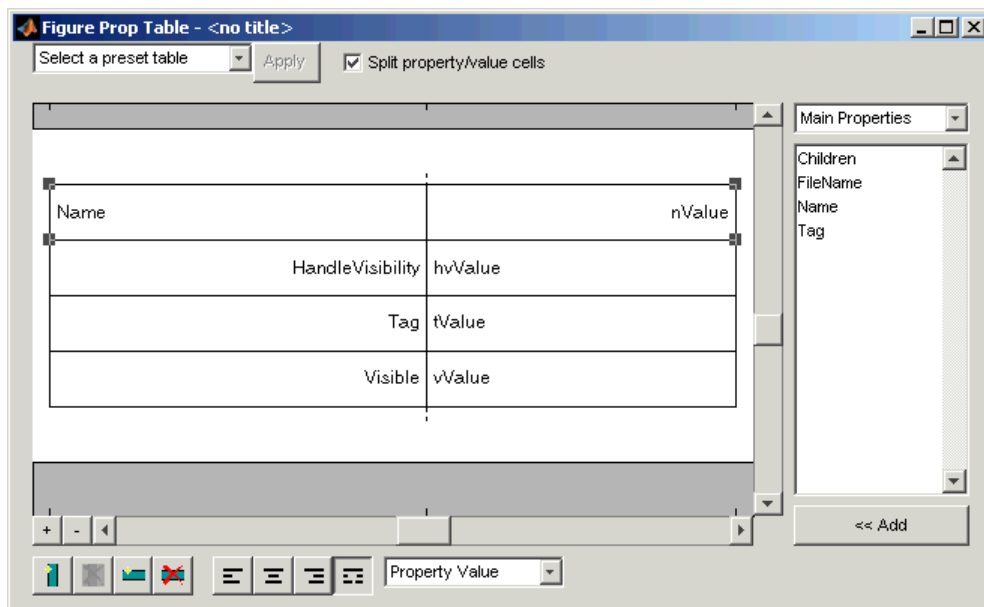 Figure Prop Table - <no title>
Select a preset table Apply Split property/value cells
Main Properties
Children
FileName
Name
Tag
Name nValue
HandleVisibility hvValue
Tag tValue
Visible vValue
+ -
<< Add
Property Value